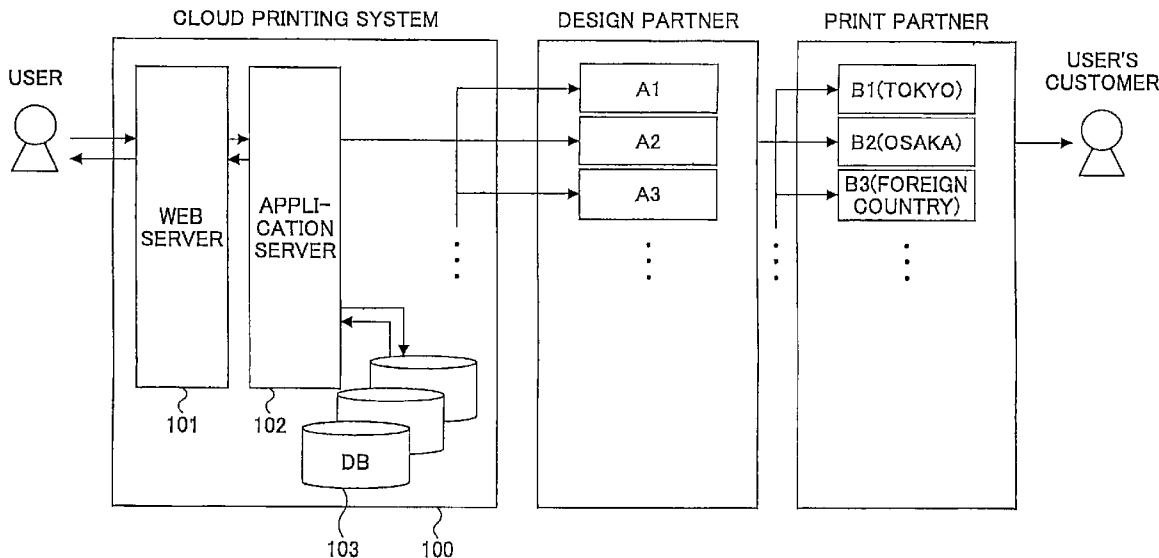 CLOUD PRINTING SYSTEM
DESIGN PARTNER
PRINT PARTNER
USER
USER'S
CUSTOMER
WEB
SERVER
APPLI-
CATION
SERVER
A1
A2
A3
B1(TOKYO)
B2(OSAKA)
B3(FOREIGN
COUNTRY)
DB
101
102
103
100